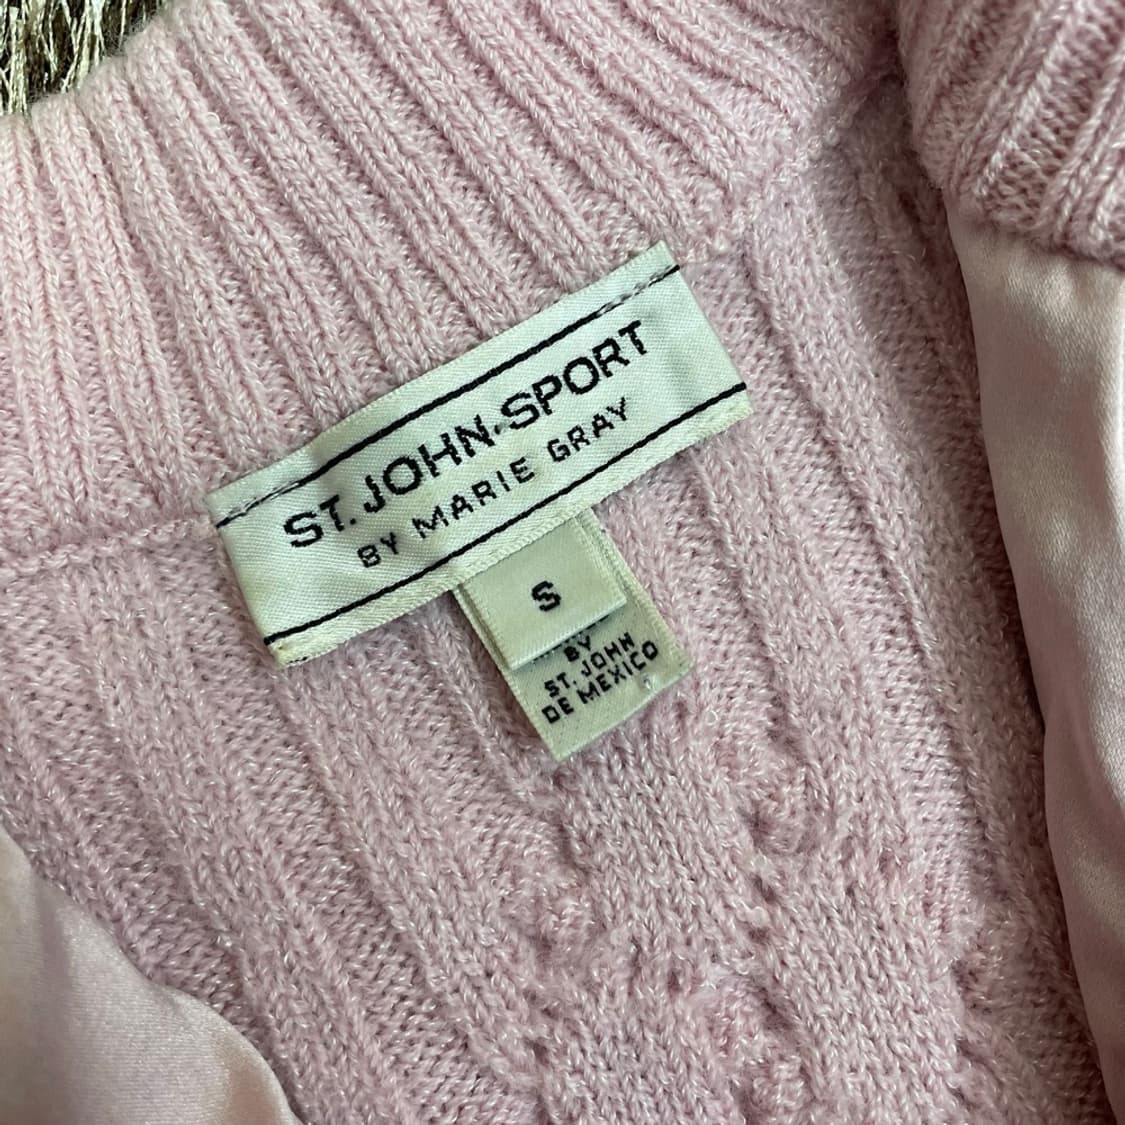 ST. JOHN·SPORT
BY MARIE GRAY
S
BY
ST. JOHN
DE MEXICO